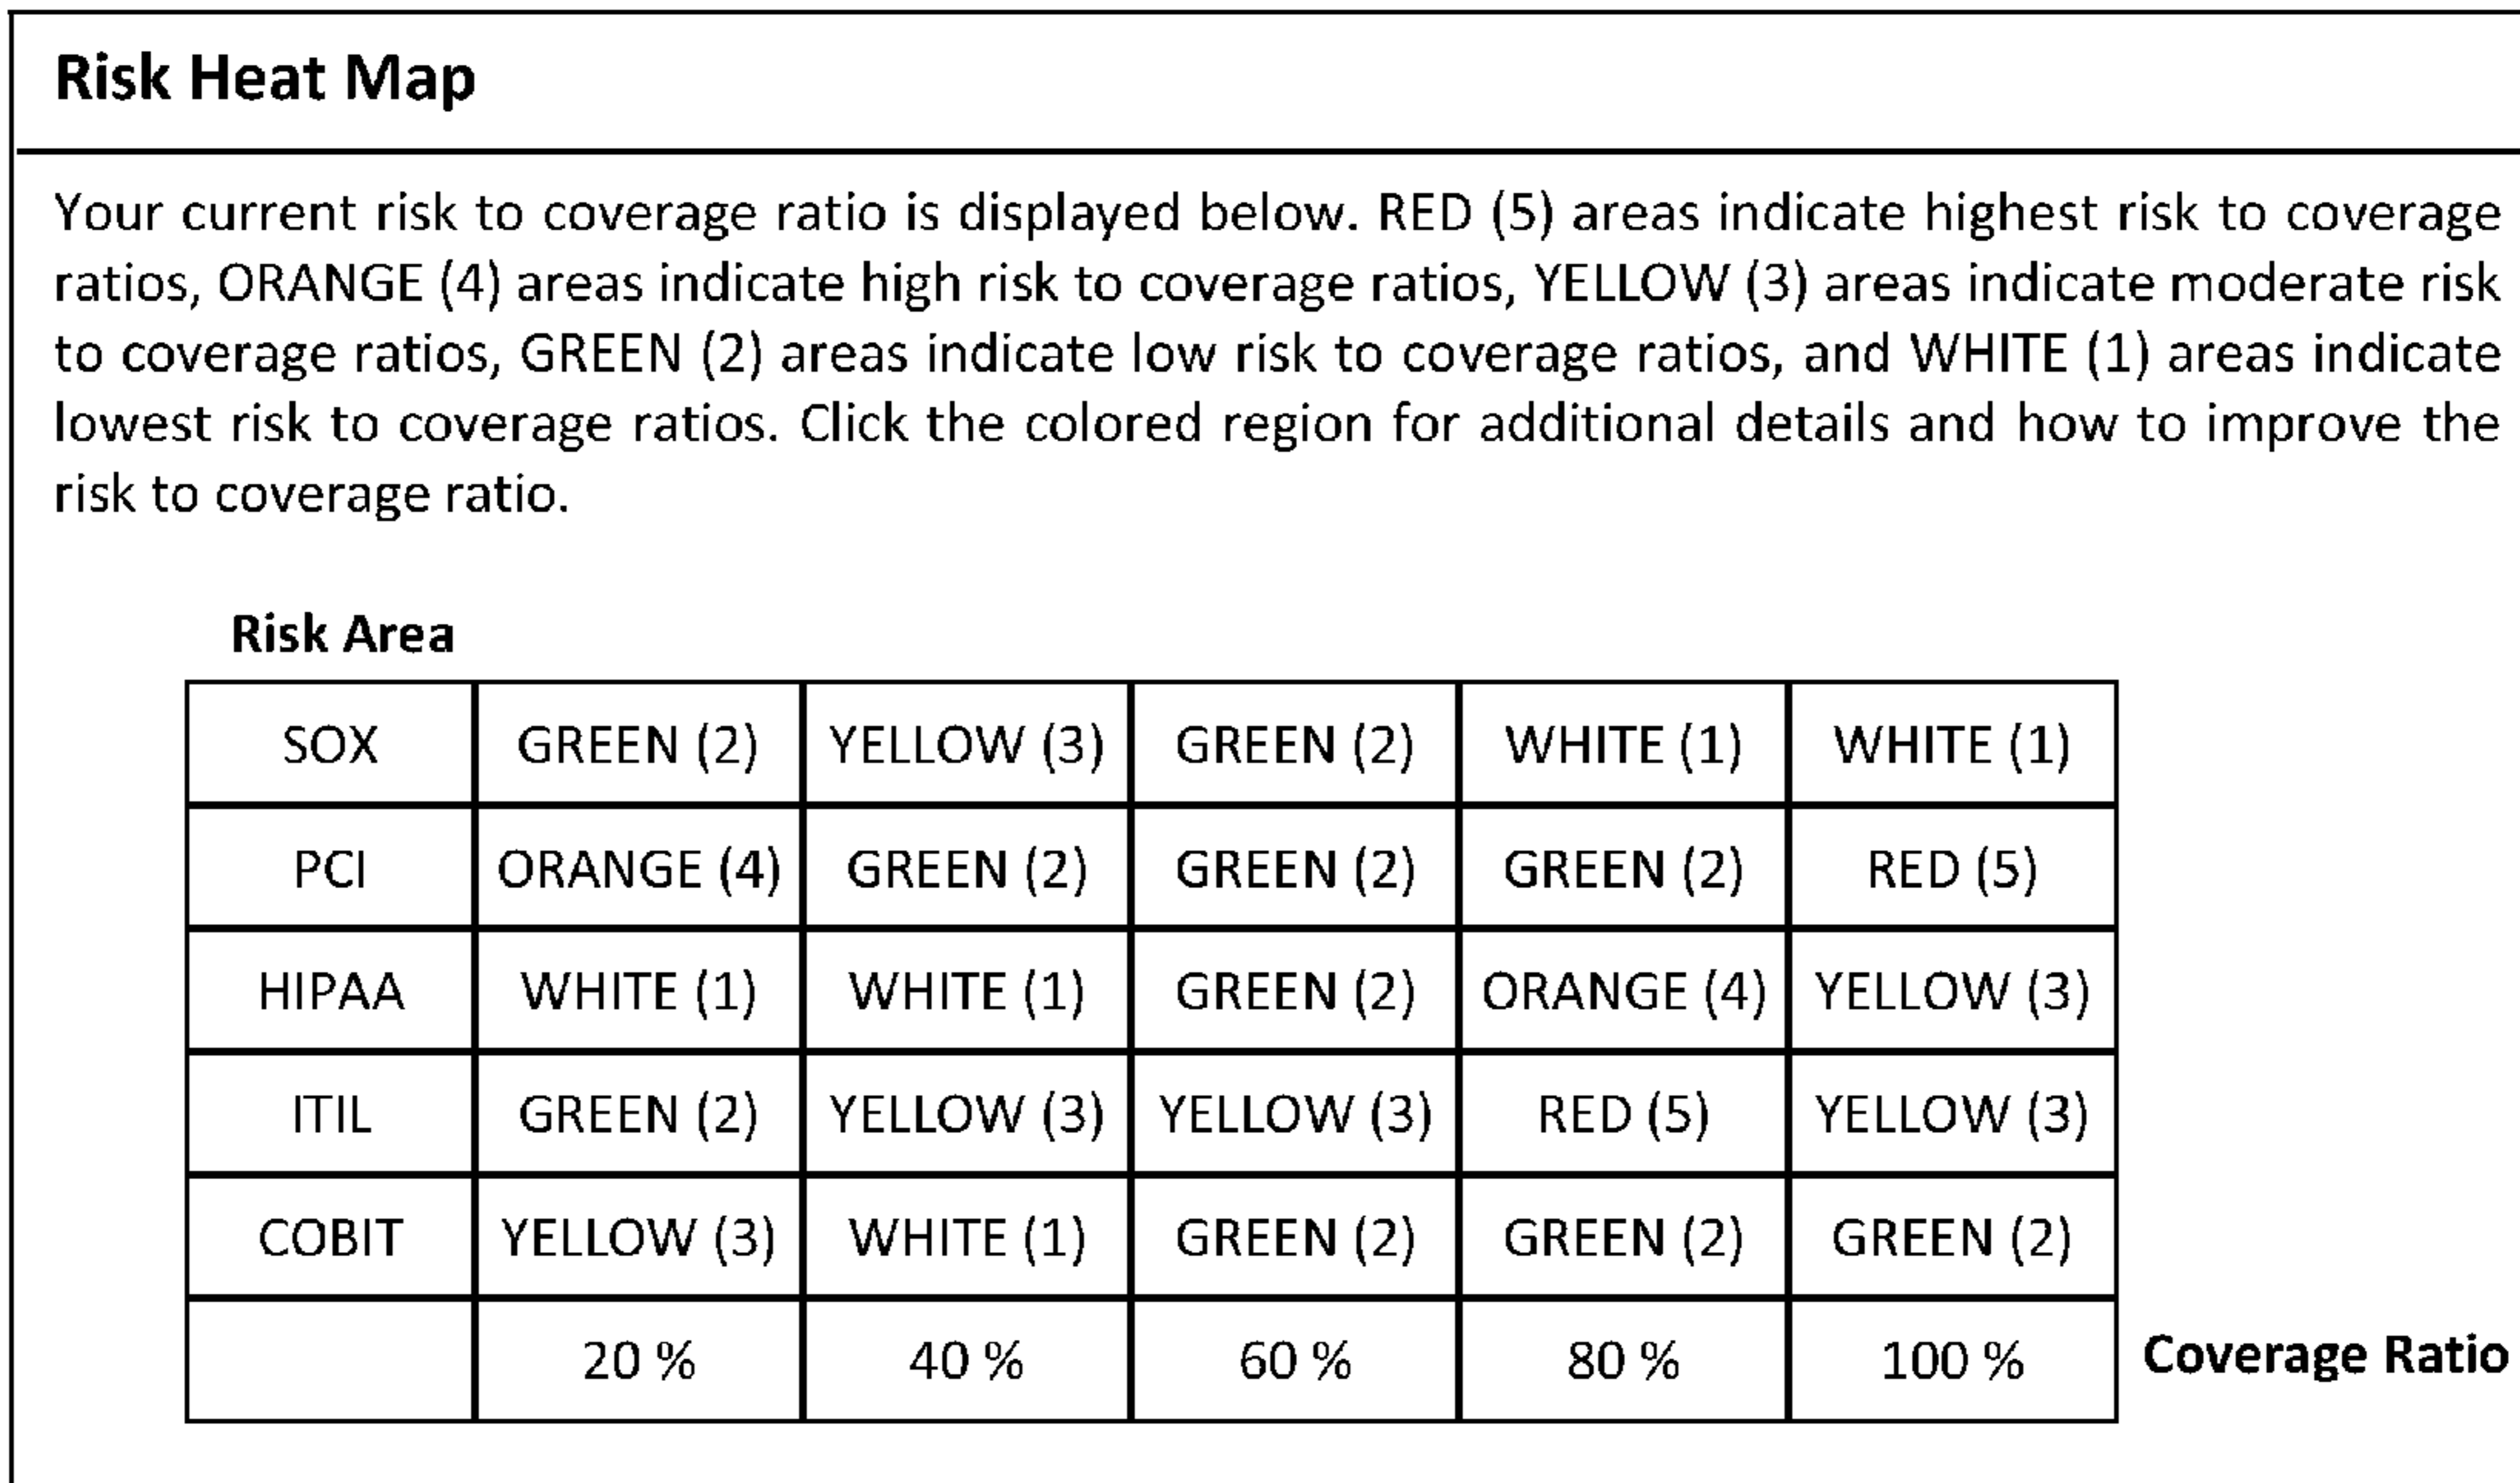 Risk Heat Map
Your current risk to coverage ratio is displayed below. RED (5) areas indicate highest risk to coverage
ratios, ORANGE (4) areas indicate high risk to coverage ratios, YELLOW (3) areas indicate moderate risk
to coverage ratios, GREEN (2) areas indicate low risk to coverage ratios, and WHITE (1) areas indicate
lowest risk to coverage ratios. Click the colored region for additional details and how to improve the
risk to coverage ratio.
Risk Area
SOX GREEN (2) YELLOW (3) GREEN (2) WHITE (1) WHITE (1)
PCI ORANGE (4) GREEN (2) GREEN (2) GREEN (2) RED (5)
HIPAA WHITE (1) WHITE (1) GREEN (2) ORANGE (4) YELLOW (3)
ITIL GREEN (2) YELLOW (3) YELLOW (3) RED (5) YELLOW (3)
COBIT YELLOW (3) WHITE (1) GREEN (2) GREEN (2) GREEN (2)
20 % 40 % 60 % 80 % 100 % Coverage Ratio